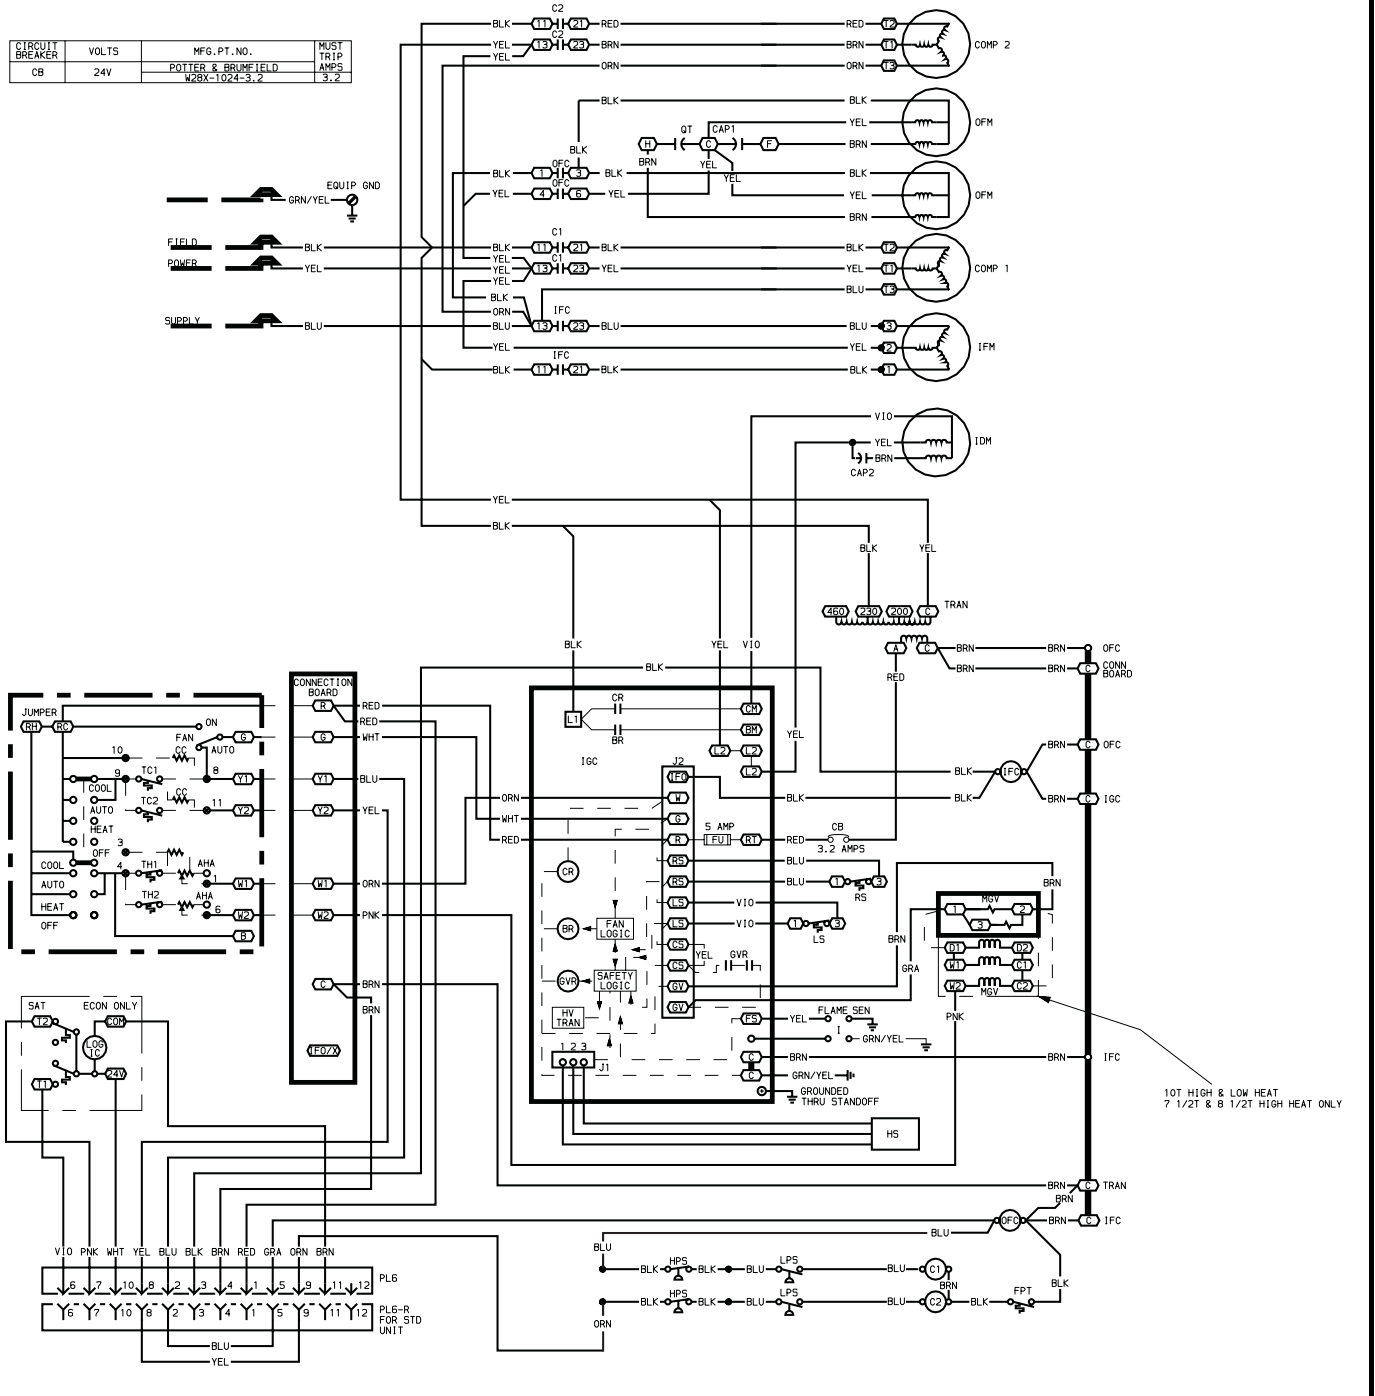 CIRCUIT BREAKER VOLTS MFG.PT.NO. MUST TRIP AMPS
CB 24V POTTER & BRUMFIELD W28X-1024-3.2 3.2
C2
BLK 11 21 RED RED T2
C2
YEL 13 23 BRN BRN T1 COMP 2
YEL
ORN ORN T3
BLK BLK
YEL OFM
QT CAP1
H C F BRN
BLK BRN YEL YEL
OFC
BLK 1 3 BLK BLK
OFC
YEL 4 6 YEL YEL OFM
BRN
EQUIP GND
GRN/YEL
C1
FIELD BLK BLK 11 21 BLK BLK T2
YEL C1
POWER YEL YEL 13 23 YEL YEL T1 COMP 1
YEL
BLU T3
BLK
ORN IFC
SUPPLY BLU BLU 13 23 BLU BLU 3
YEL YEL 2 IFM
IFC
BLK 11 21 BLK BLK 1
VIO
YEL IDM
BRN
CAP2
YEL
BLK
BLK YEL
460 230 200 C TRAN
BLK YEL VIO
A C BRN BRN OFC
BRN BRN C CONN BOARD
RED
BLK
CONNECTION BOARD
R RED
RED
G WHT
Y1 BLU
Y2 YEL
W1 ORN
W2 PNK
C BRN
BRN
IFO/X
JUMPER
RH RC
ON
FAN G
AUTO
10 CC
9 TC1 8 Y1
COOL CC
AUTO TC2 11 Y2
HEAT
3
OFF
COOL 4 TH1 AHA
AUTO 1 W1
TH2 AHA
HEAT 6 W2
OFF
B
CR
L1 CM
BR BM
L2 L2
IGC J2 L2
YEL
IFO
ORN W BLK
WHT G
5 AMP CB
RED R FU RT RED
3.2 AMPS
RS BLU
RS BLU 1 3
RS
LS VIO
LS VIO 1 3
LS
CS
YEL GVR
CS
GV
GV
CR
BR FAN LOGIC
GVR SAFETY LOGIC
HV TRAN
1 2 3
J1
FS YEL FLAME SEN
I
GRN/YEL
C BRN BRN IFC
C GRN/YEL
GROUNDED THRU STANDOFF
HS
BRN C OFC
BLK IFC
BLK BRN C IGC
BRN
BRN
GRA
MGV
1 2
3
D1 D2
W1 C1
W2 C2
MGV
PNK
10T HIGH & LOW HEAT
7 1/2T & 8 1/2T HIGH HEAT ONLY
SAT ECON ONLY
T2 COM
LOGIC
T1 24V
BRN C TRAN
BRN
OFC BRN C IFC
BLU
BLU
HPS LPS
BLK BLK BLU BLU C1
BRN BLK
HPS LPS FPT
BLK BLK BLU BLU C2 BLK
ORN
VIO PNK WHT YEL BLU BLK BRN RED GRA ORN BRN
6 7 10 8 2 3 4 1 5 9 11 12 PL6
6 7 10 8 2 3 4 1 5 9 11 12 PL6-R
FOR STD
UNIT
BLU
YEL